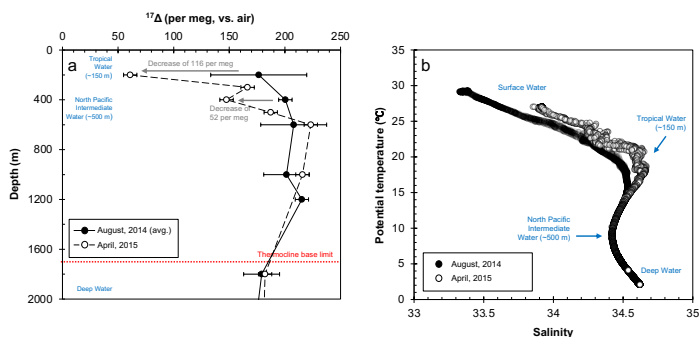 ¹⁷Δ (per meg, vs. air)
0 50 100 150 200 250
a
Depth (m)
0
400
800
1200
1600
2000
Tropical
Water
(~150 m)
Decrease of 116 per meg
North Pacific
Intermediate
Water (~500 m)
Decrease of
52 per meg
August, 2014 (avg.)
April, 2015
Thermocline base limit
Deep Water
b
Potential temperature (℃)
35
30
25
20
15
10
5
0
Surface Water
Tropical Water
(~150 m)
North Pacific
Intermediate
Water (~500 m)
August, 2014
April, 2015
Deep Water
33 33.5 34 34.5 35
Salinity